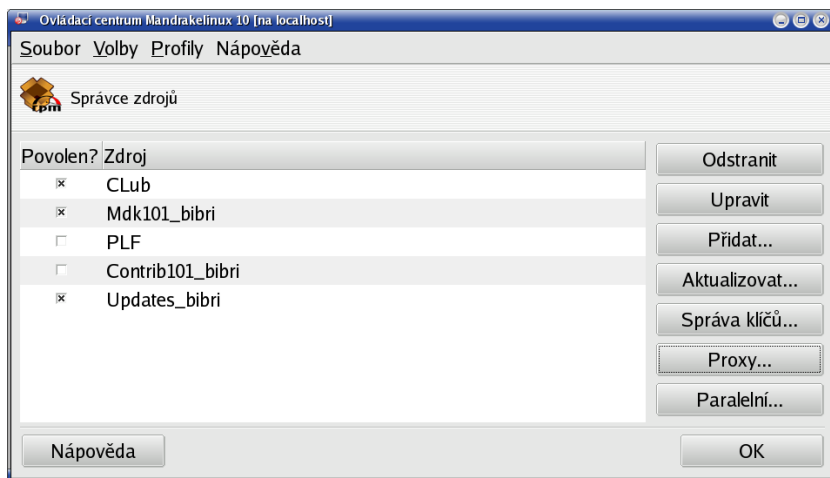 Ovládací centrum Mandrakelinux 10 [na localhost]
Soubor Volby Profily Nápověda
rpm
Správce zdrojů
Povolen? Zdroj
CLub
Mdk101_bibri
PLF
Contrib101_bibri
Updates_bibri
Odstranit
Upravit
Přidat...
Aktualizovat...
Správa klíčů...
Proxy...
Paralelní...
Nápověda
OK